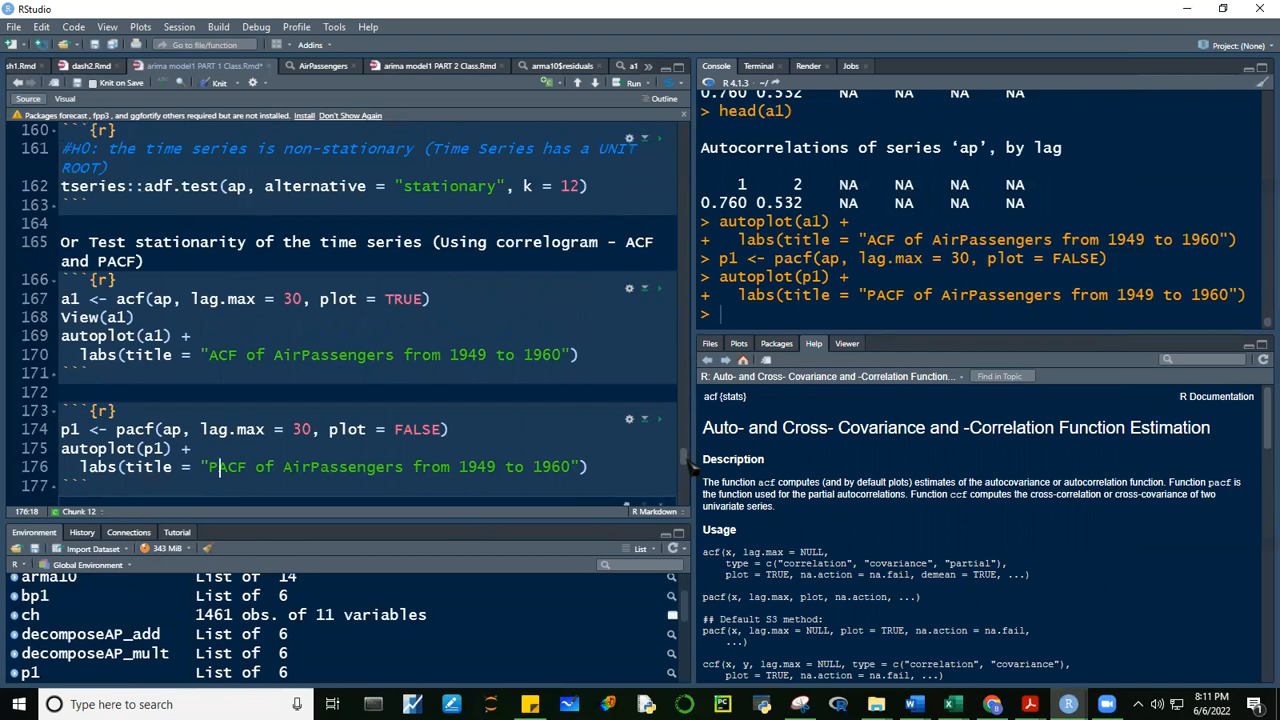 RStudio
File Edit Code View Plots Session Build Debug Profile Tools Help
Go to file/function Addins Project: (None)
sh1.Rmd dash2.Rmd arima model1 PART 1 Class.Rmd* AirPassengers arima model1 PART 2 Class.Rmd arma10$residuals a1
Knit on Save Knit Run
Source Visual Outline
Packages forecast, fpp3, and ggfortify others required but are not installed. Install Don't Show Again
160 ```{r}
161 #H0: the time series is non-stationary (Time Series has a UNIT
ROOT)
162 tseries::adf.test(ap, alternative = "stationary", k = 12)
163 ```
164
165 Or Test stationarity of the time series (Using correlogram - ACF
and PACF)
166 ```{r}
167 a1 <- acf(ap, lag.max = 30, plot = TRUE)
168 View(a1)
169 autoplot(a1) +
170 labs(title = "ACF of AirPassengers from 1949 to 1960")
171 ```
172
173 ```{r}
174 p1 <- pacf(ap, lag.max = 30, plot = FALSE)
175 autoplot(p1) +
176 labs(title = "PACF of AirPassengers from 1949 to 1960")
177 ```
176:18 Chunk 12 R Markdown
Environment History Connections Tutorial
Import Dataset 343 MiB List
R Global Environment
arma10 List of 14
bp1 List of 6
ch 1461 obs. of 11 variables
decomposeAP_add List of 6
decomposeAP_mult List of 6
p1 List of 6
Console Terminal Render Jobs
R 4.1.3 · ~/
0.760 0.532 NA NA NA NA
> head(a1)
Autocorrelations of series ‘ap’, by lag
1 2 NA NA NA NA
0.760 0.532 NA NA NA NA
> autoplot(a1) +
+ labs(title = "ACF of AirPassengers from 1949 to 1960")
> p1 <- pacf(ap, lag.max = 30, plot = FALSE)
> autoplot(p1) +
+ labs(title = "PACF of AirPassengers from 1949 to 1960")
>
Files Plots Packages Help Viewer
R: Auto- and Cross- Covariance and -Correlation Function... Find in Topic
acf {stats} R Documentation
Auto- and Cross- Covariance and -Correlation Function Estimation
Description
The function acf computes (and by default plots) estimates of the autocovariance or autocorrelation function. Function pacf is
the function used for the partial autocorrelations. Function ccf computes the cross-correlation or cross-covariance of two
univariate series.
Usage
acf(x, lag.max = NULL,
type = c("correlation", "covariance", "partial"),
plot = TRUE, na.action = na.fail, demean = TRUE, ...)
pacf(x, lag.max, plot, na.action, ...)
## Default S3 method:
pacf(x, lag.max = NULL, plot = TRUE, na.action = na.fail,
...)
ccf(x, y, lag.max = NULL, type = c("correlation", "covariance"),
plot = TRUE, na.action = na.fail, ...)
Type here to search
8:11 PM
6/6/2022